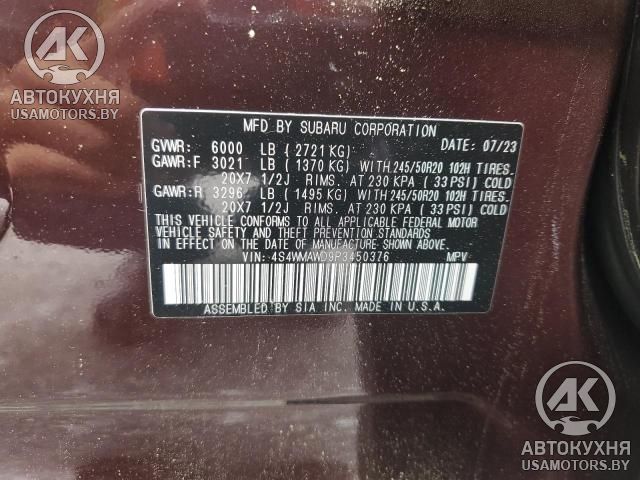 AK
АВТОКУХНЯ
USAMOTORS.BY
MFD BY SUBARU CORPORATION DATE: 07/23
GVWR: 6000 LB ( 2721 KG)
GAWR: F 3021 LB ( 1370 KG) WITH 245/50R20 102H TIRES.
20X7 1/2J RIMS. AT 230 KPA ( 33 PSI) COLD
GAWR: R 3296 LB ( 1495 KG) WITH 245/50R20 102H TIRES.
20X7 1/2J RIMS. AT 230 KPA ( 33 PSI) COLD
THIS VEHICLE CONFORMS TO ALL APPLICABLE FEDERAL MOTOR
VEHICLE SAFETY AND THEFT PREVENTION STANDARDS
IN EFFECT ON THE DATE OF MANUFACTURE SHOWN ABOVE.
VIN: 4S4WMAWD9P3450376 MPV
ASSEMBLED BY SIA INC. MADE IN U.S.A.
AK
АВТОКУХНЯ
USAMOTORS.BY